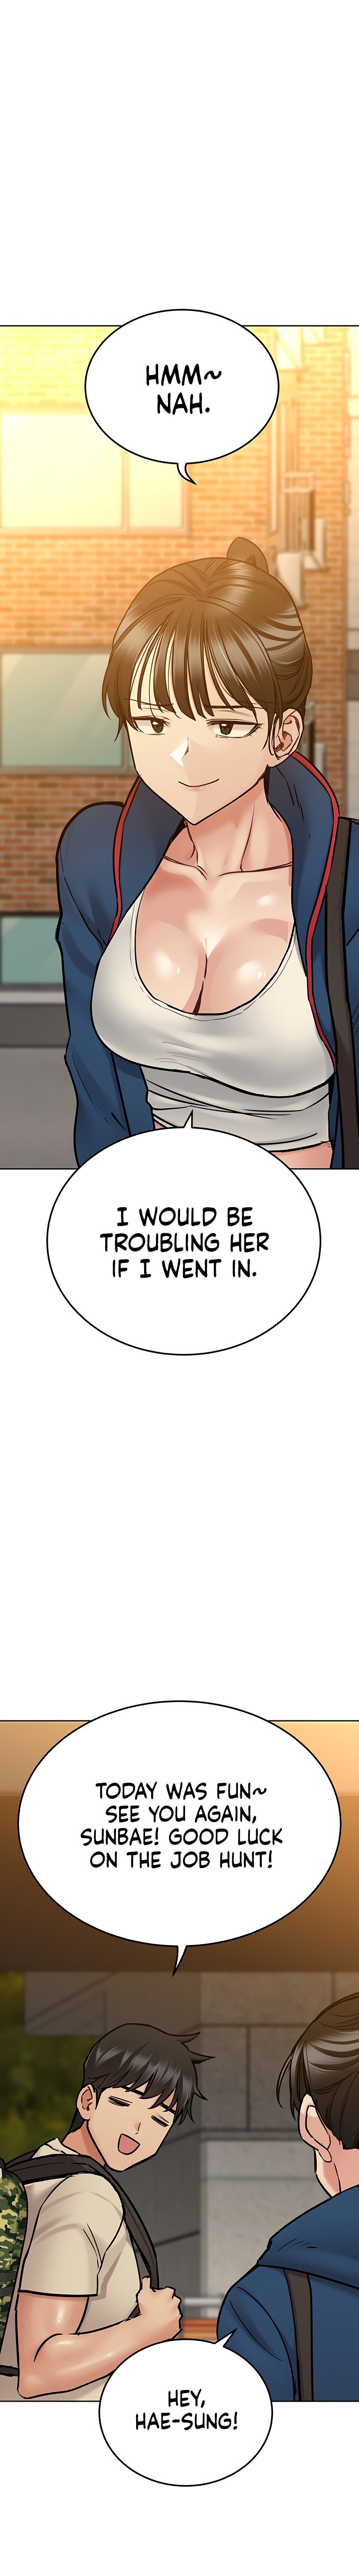 HMM~
NAH.
I WOULD BE
TROUBLING HER
IF I WENT IN.
TODAY WAS FUN~
SEE YOU AGAIN,
SUNBAE! GOOD LUCK
ON THE JOB HUNT!
HEY,
HAE-SUNG!